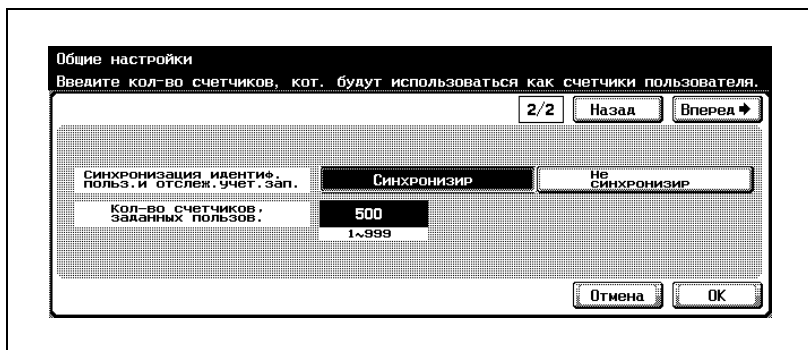 Общие настройки
Введите кол-во счетчиков, кот. будут использоваться как счетчики пользователя.
2/2 Назад Вперед
Синхронизация идентиф.
польз.и отслеж.учет.зап.
Синхронизир
Не
синхронизир
Кол-во счетчиков,
заданных пользов.
500
1~999
Отмена OK